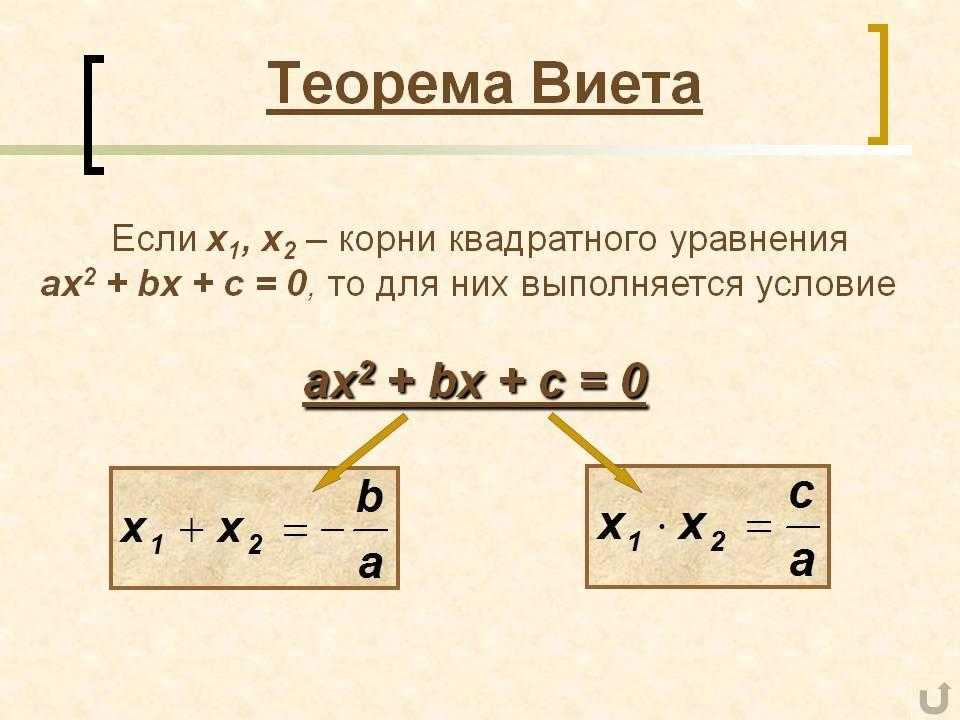 Теорема Виета
Если x₁, x₂ – корни квадратного уравнения
ax² + bx + c = 0, то для них выполняется условие
ax² + bx + c = 0
x₁ + x₂ = − b/a
x₁ · x₂ = c/a